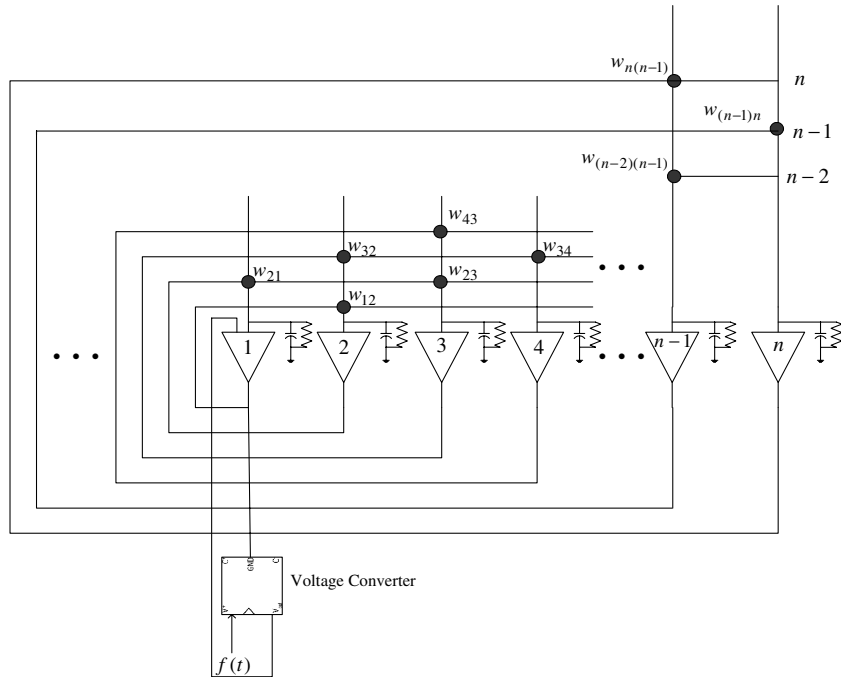 w_{n(n-1)}
n
w_{(n-1)n}
n-1
w_{(n-2)(n-1)}
n-2
w_{43}
w_{32}
w_{34}
w_{21}
w_{23}
w_{12}
• • •
• • •
1
2
3
4
• • •
n-1
n
C
GND
C
Voltage Converter
f(t)